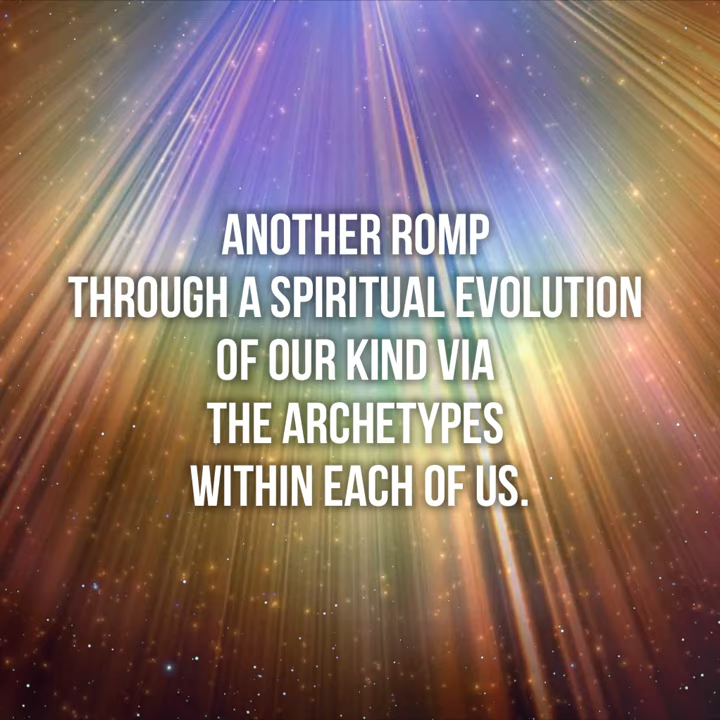 ANOTHER ROMP
THROUGH A SPIRITUAL EVOLUTION
OF OUR KIND VIA
THE ARCHETYPES
WITHIN EACH OF US.